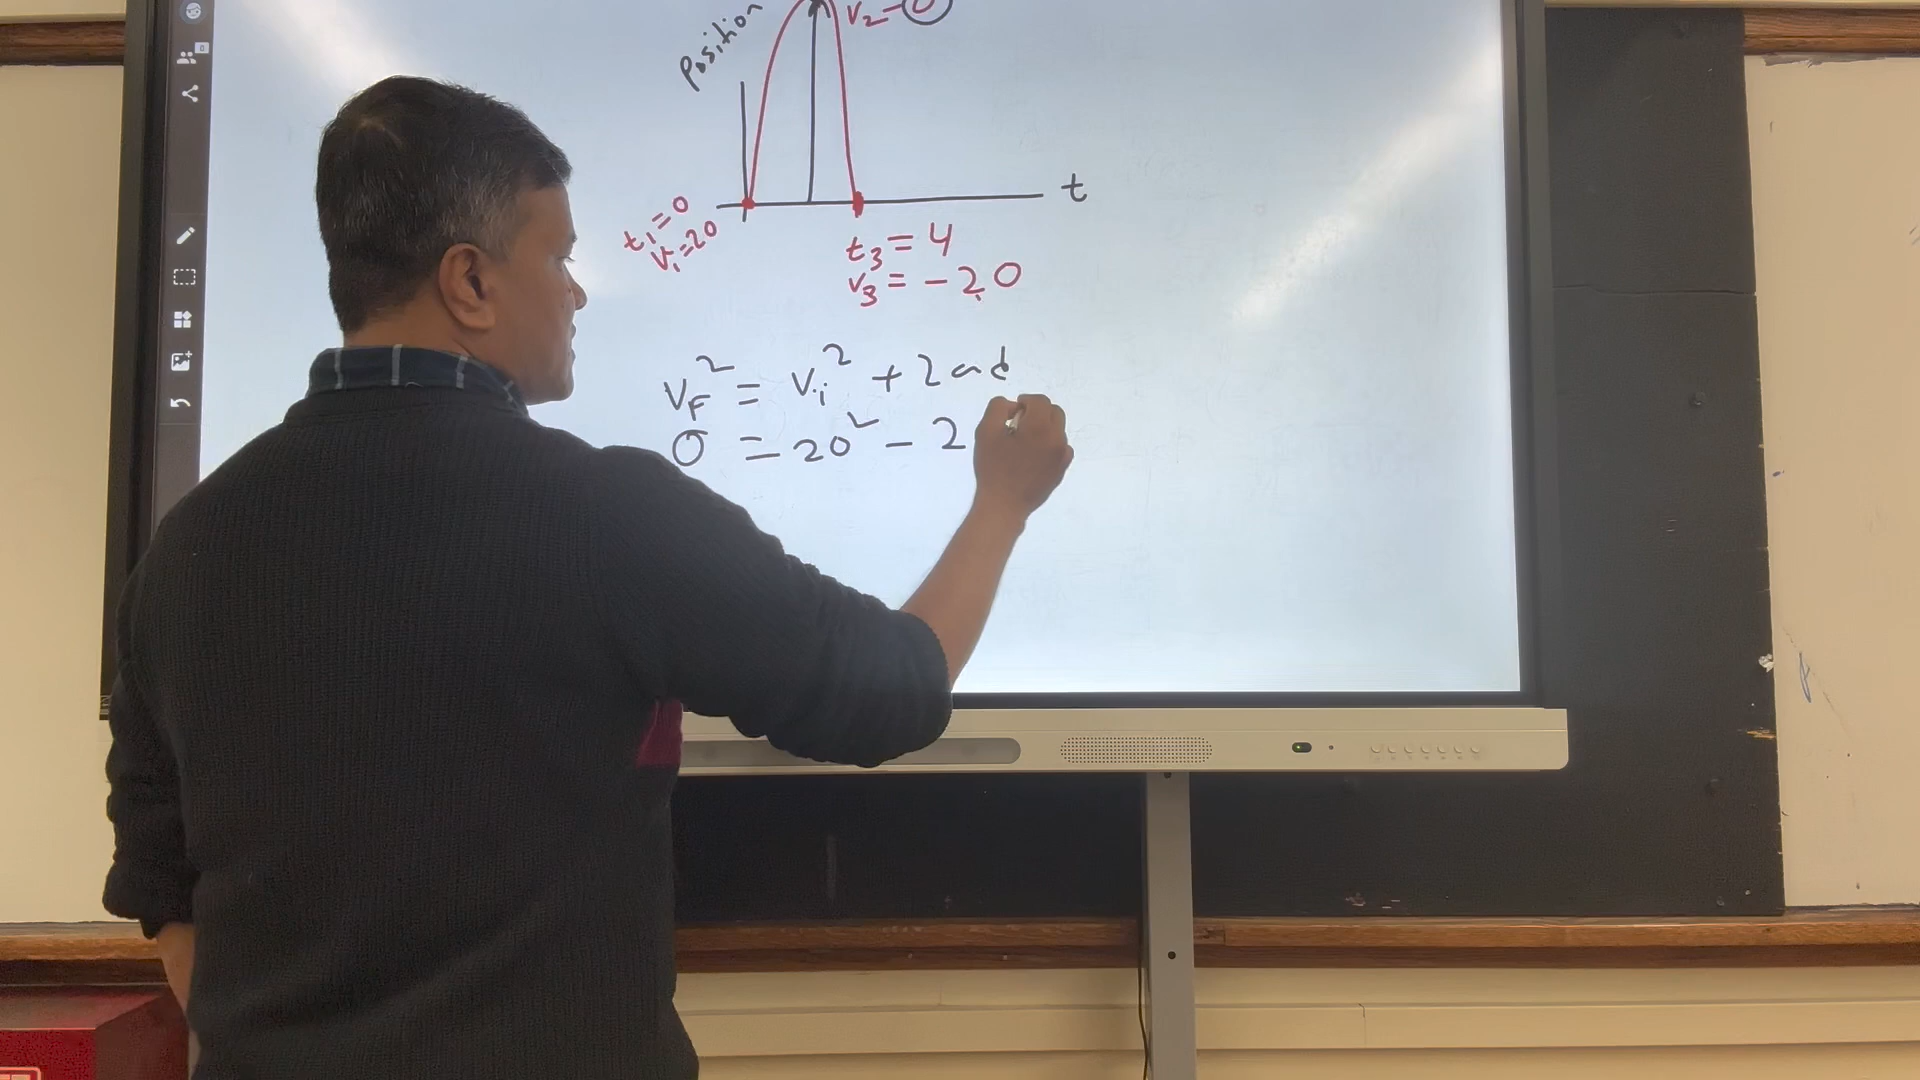 Position
v₂ = 0
t
t₁ = 0
v₁ = 20
t₃ = 4
v₃ = - 20
v_F² = v_i² + 2ad
0 = 20² - 2